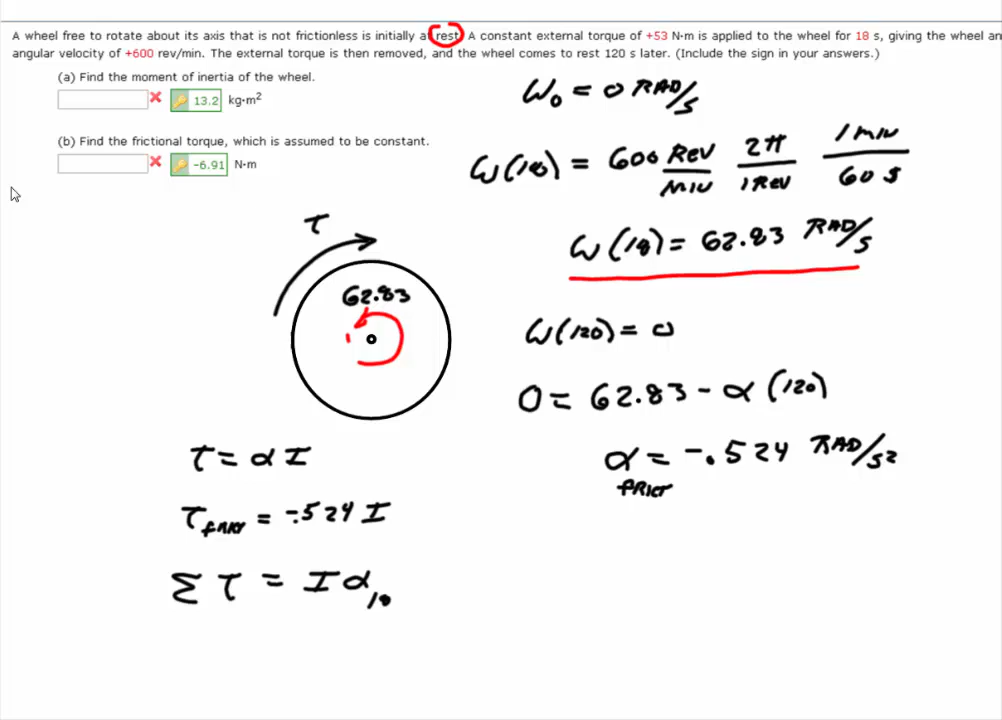 A wheel free to rotate about its axis that is not frictionless is initially at rest. A constant external torque of +53 N·m is applied to the wheel for 18 s, giving the wheel an
angular velocity of +600 rev/min. The external torque is then removed, and the wheel comes to rest 120 s later. (Include the sign in your answers.)
(a) Find the moment of inertia of the wheel.
13.2 kg·m²
(b) Find the frictional torque, which is assumed to be constant.
-6.91 N·m
ω₀ = 0 RAD/S
ω(18) = 600 REV/MIN 2π/1REV 1 MIN/60 S
ω(18) = 62.83 RAD/S
τ
62.83
ω(120) = 0
0 = 62.83 - α(120)
α FRICT = -.524 RAD/S²
τ = α I
τ FRICT = -.524 I
Σ τ = I α₁₈